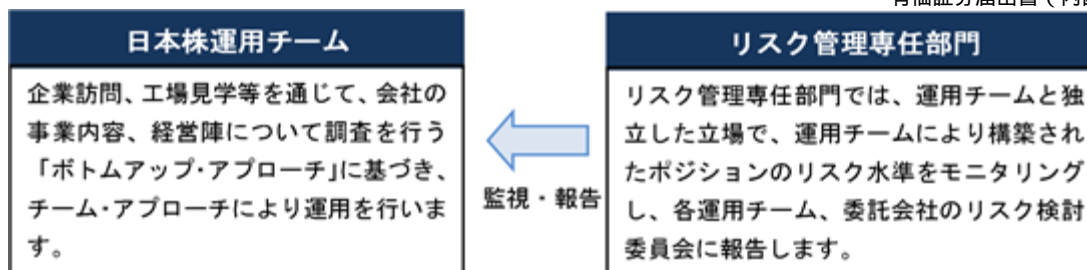 日本株運用チーム
企業訪問、工場見学等を通じて、会社の
事業内容、経営陣について調査を行う
「ボトムアップ・アプローチ」に基づき、
チーム・アプローチにより運用を行いま
す。
監視・報告
リスク管理専任部門
リスク管理専任部門では、運用チームと独
立した立場で、運用チームにより構築され
たポジションのリスク水準をモニタリング
し、各運用チーム、委託会社のリスク検討
委員会に報告します。